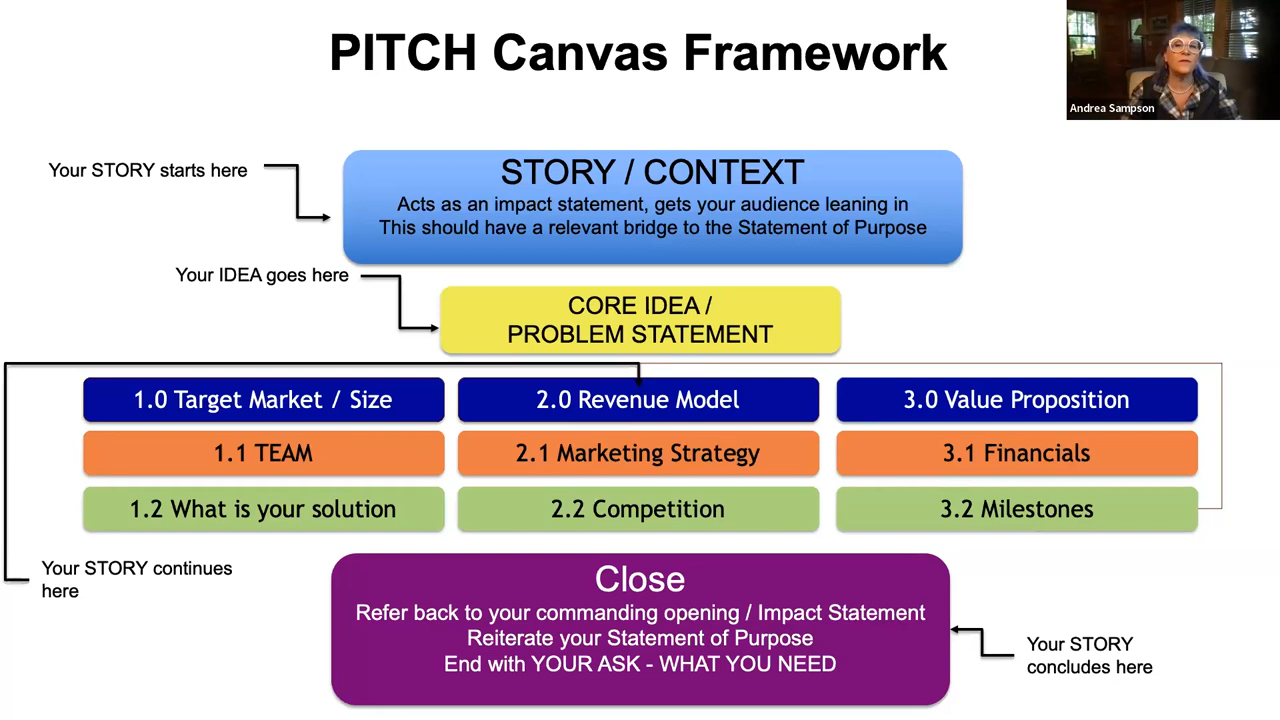 PITCH Canvas Framework
Andrea Sampson
Your STORY starts here
STORY / CONTEXT
Acts as an impact statement, gets your audience leaning in
This should have a relevant bridge to the Statement of Purpose
Your IDEA goes here
CORE IDEA /
PROBLEM STATEMENT
1.0 Target Market / Size
2.0 Revenue Model
3.0 Value Proposition
1.1 TEAM
2.1 Marketing Strategy
3.1 Financials
1.2 What is your solution
2.2 Competition
3.2 Milestones
Your STORY continues
here
Close
Refer back to your commanding opening / Impact Statement
Reiterate your Statement of Purpose
End with YOUR ASK - WHAT YOU NEED
Your STORY
concludes here